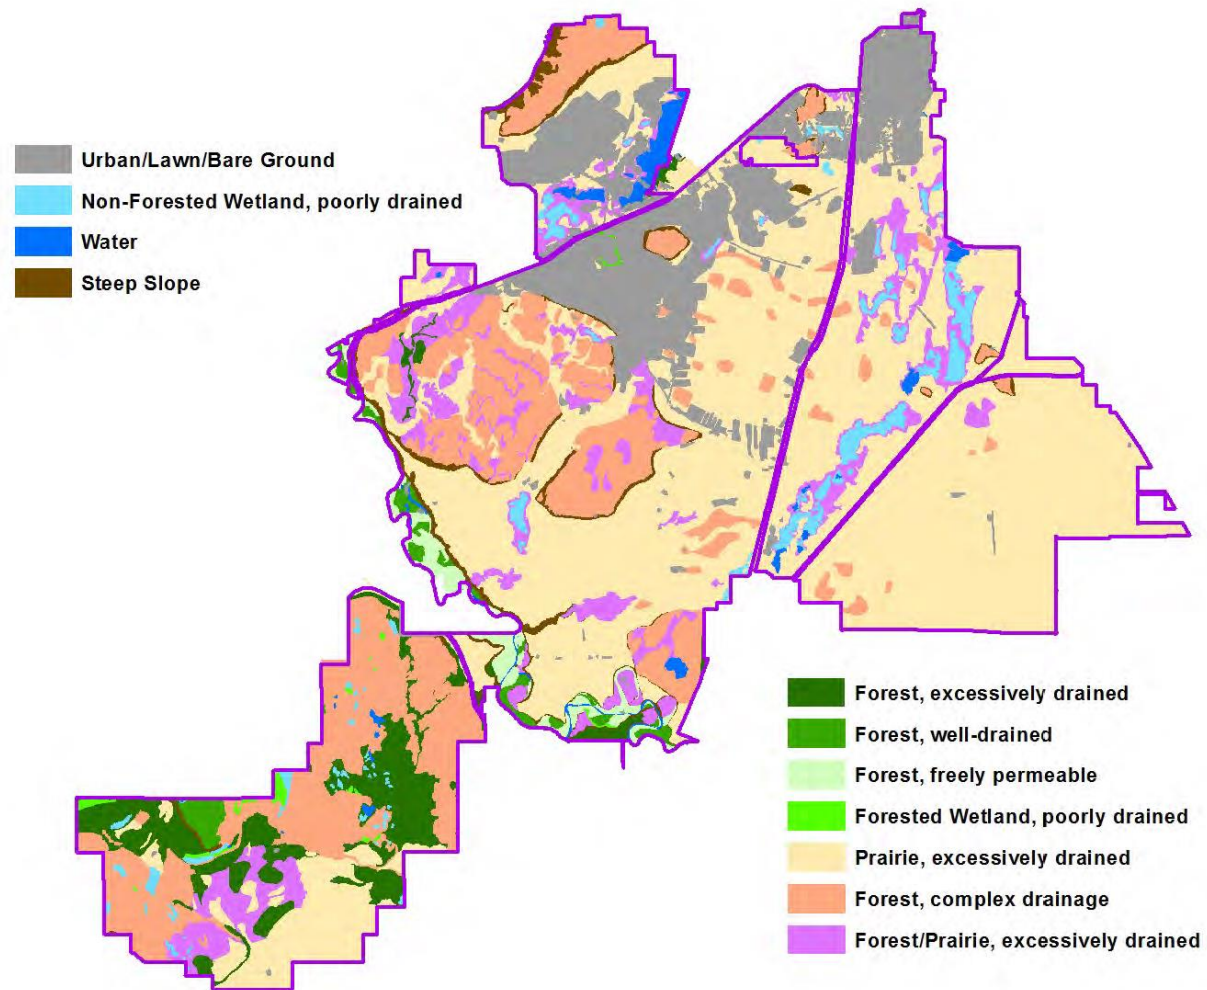 Urban/Lawn/Bare Ground
Non-Forested Wetland, poorly drained
Water
Steep Slope
Forest, excessively drained
Forest, well-drained
Forest, freely permeable
Forested Wetland, poorly drained
Prairie, excessively drained
Forest, complex drainage
Forest/Prairie, excessively drained